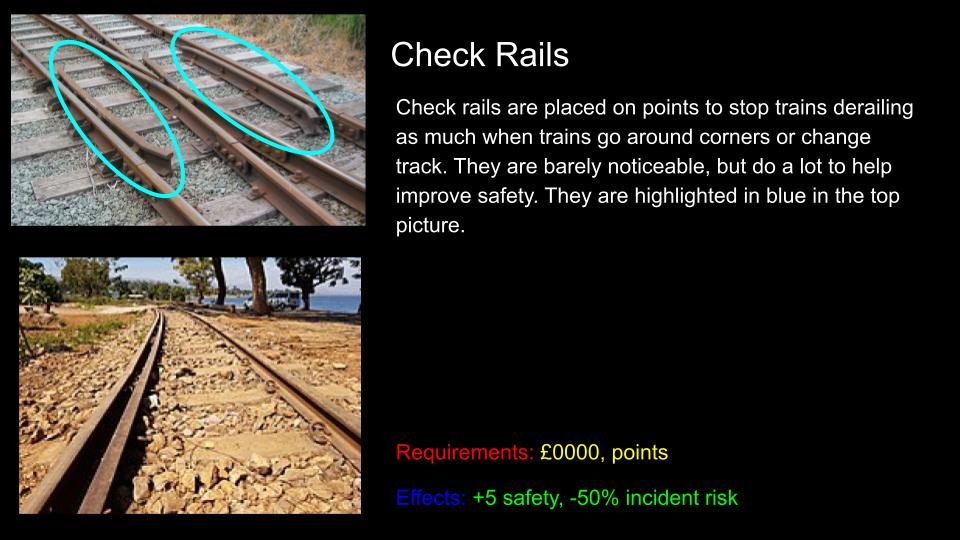 Check Rails
Check rails are placed on points to stop trains derailing
as much when trains go around corners or change
track. They are barely noticeable, but do a lot to help
improve safety. They are highlighted in blue in the top
picture.
Requirements: £0000, points
Effects: +5 safety, -50% incident risk